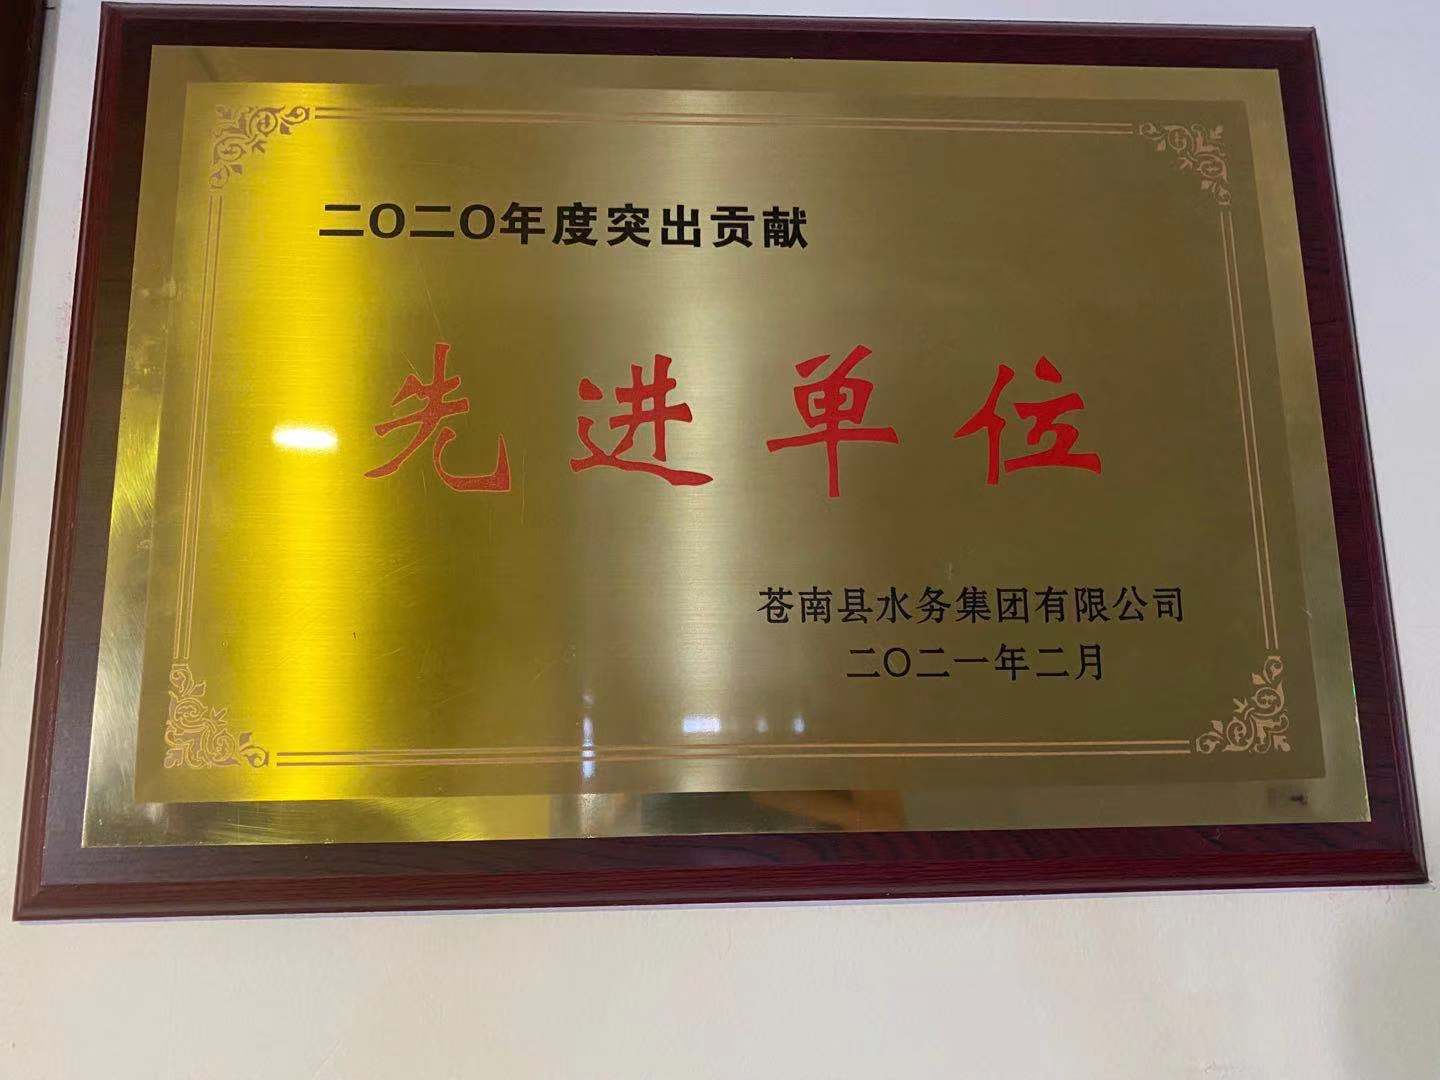 二〇二〇年度突出贡献
先进单位
苍南县水务集团有限公司
二〇二一年二月